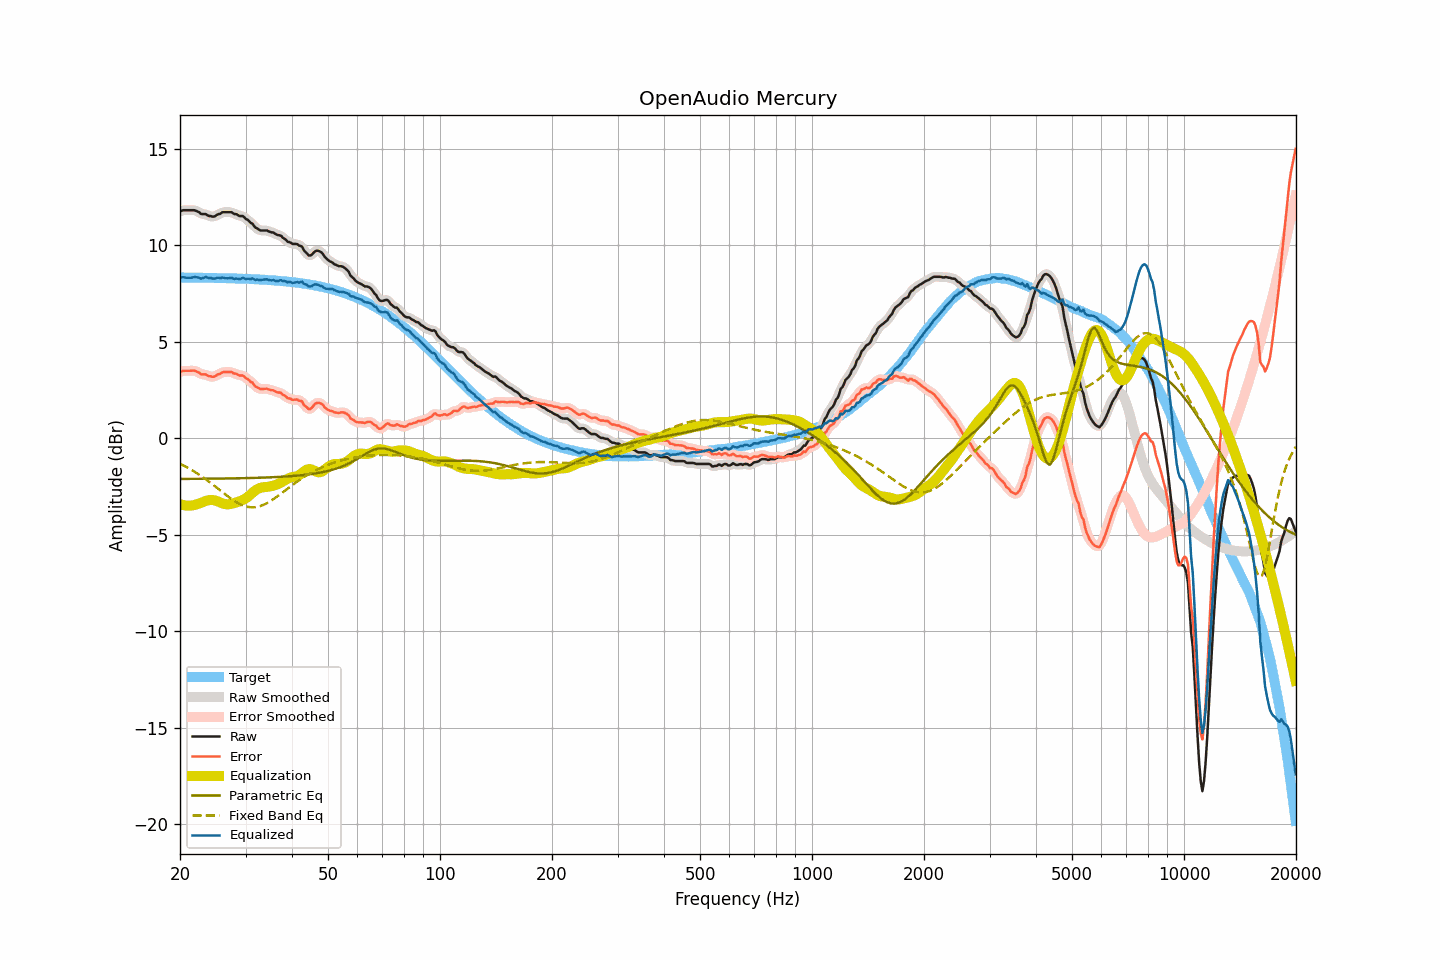 OpenAudio Mercury
Amplitude (dBr)
15
10
5
0
−5
−10
−15
−20
Target
Raw Smoothed
Error Smoothed
Raw
Error
Equalization
Parametric Eq
Fixed Band Eq
Equalized
20 50 100 200 500 1000 2000 5000 10000 20000
Frequency (Hz)